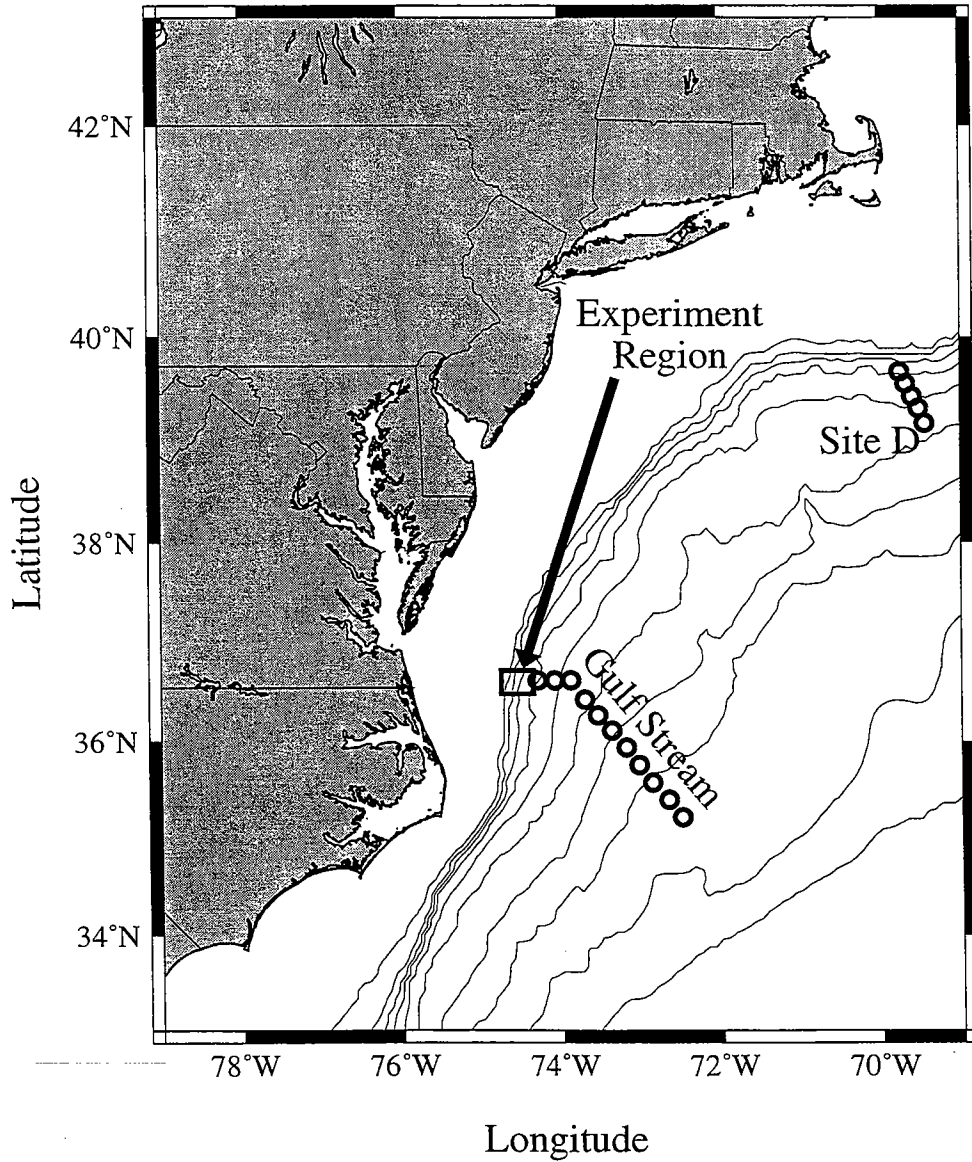 42°N
40°N
38°N
36°N
34°N
Latitude
Experiment
Region
Site D
Gulf Stream
78°W
76°W
74°W
72°W
70°W
Longitude